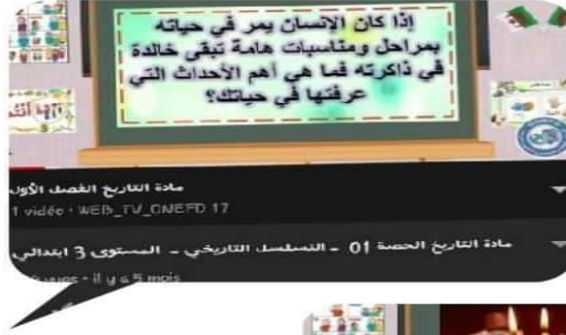 إذا كان الإنسان يمر في حياته
بمراحل ومناسبات هامة تبقى خالدة
في ذاكرته فما هي أهم الأحداث التي
عرفتها في حياتك؟
مادة التاريخ الفصل الأول
1 vidéo · WEB_TV_ONEFD 17
مادة التاريخ الحصة 01 - التسلسل التاريخي - المستوى 3 ابتدائي
il y a 5 mois